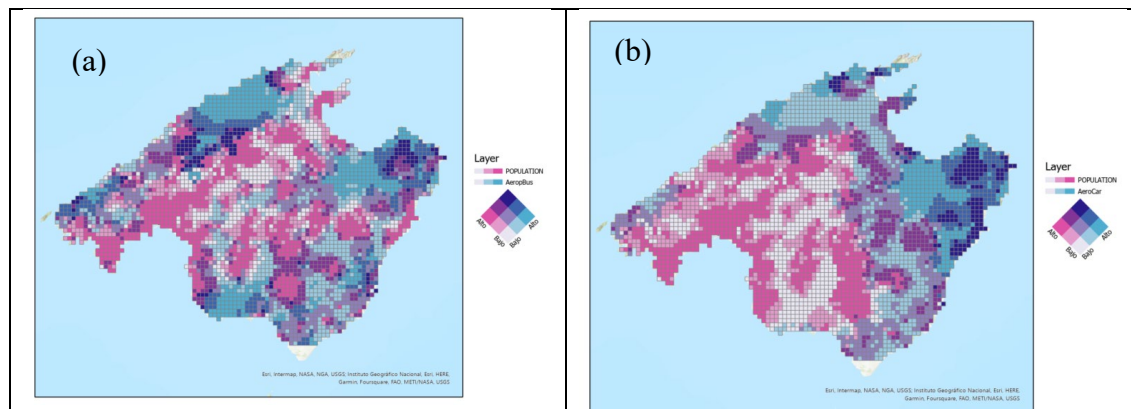 (a)
Layer
POPULATION
AeropBus
Alto
Alto
Bajo
Bajo
Esri, Intermap, NASA, NGA, USGS, Instituto Geográfico Nacional, Esri, HERE,
Garmin, Foursquare, FAO, METI/NASA, USGS
(b)
Layer
POPULATION
AeroCar
Alto
Alto
Bajo
Bajo
Esri, Intermap, NASA, NGA, USGS, Instituto Geográfico Nacional, Esri, HERE,
Garmin, Foursquare, FAO, METI/NASA, USGS